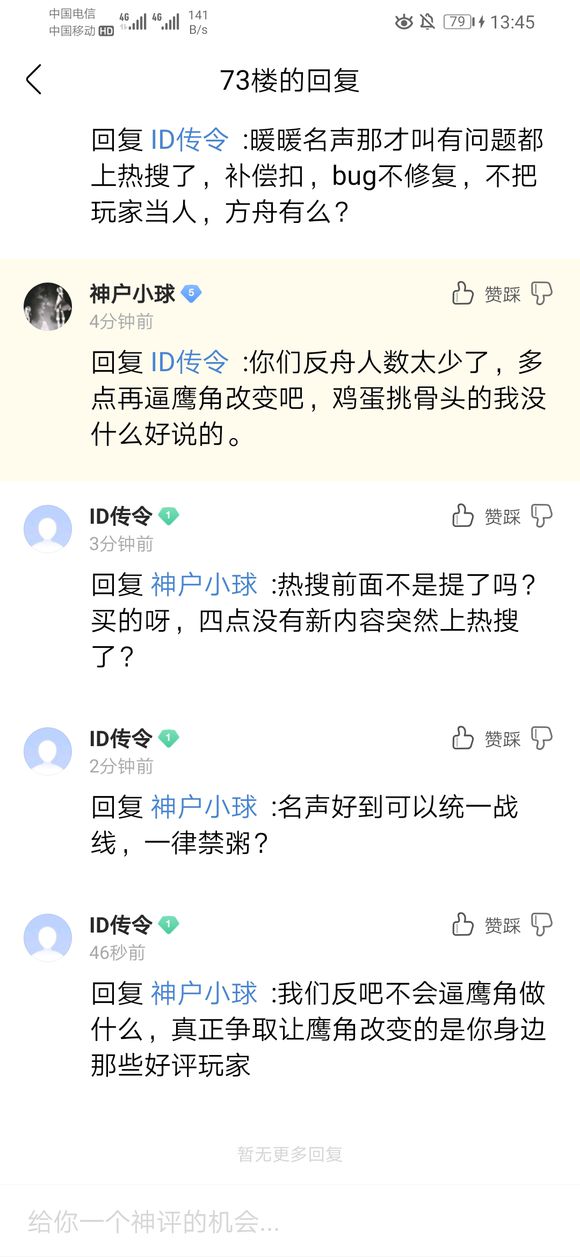 中国电信
中国移动 HD
4G
4G
141
B/s
79
13:45
73楼的回复
回复 ID传令 :暖暖名声那才叫有问题都
上热搜了，补偿扣，bug不修复，不把
玩家当人，方舟有么？
神户小球 5
赞踩
4分钟前
回复 ID传令 :你们反舟人数太少了，多
点再逼鹰角改变吧，鸡蛋挑骨头的我没
什么好说的。
ID传令 1
赞踩
3分钟前
回复 神户小球 :热搜前面不是提了吗？
买的呀，四点没有新内容突然上热搜
了？
ID传令 1
赞踩
2分钟前
回复 神户小球 :名声好到可以统一战
线，一律禁粥？
ID传令 1
赞踩
46秒前
回复 神户小球 :我们反吧不会逼鹰角做
什么，真正争取让鹰角改变的是你身边
那些好评玩家
暂无更多回复
给你一个神评的机会...